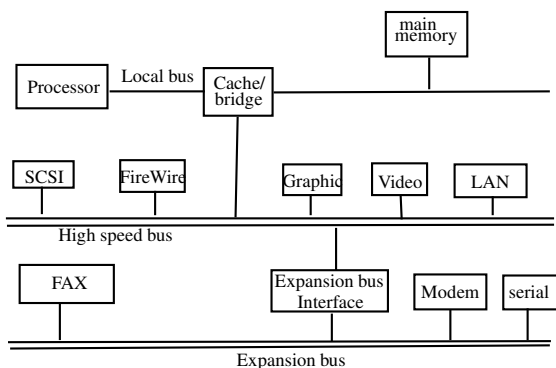 main
memory
Local bus
Processor
Cache/
bridge
SCSI
FireWire
Graphic
Video
LAN
High speed bus
FAX
Expansion bus
Interface
Modem
serial
Expansion bus